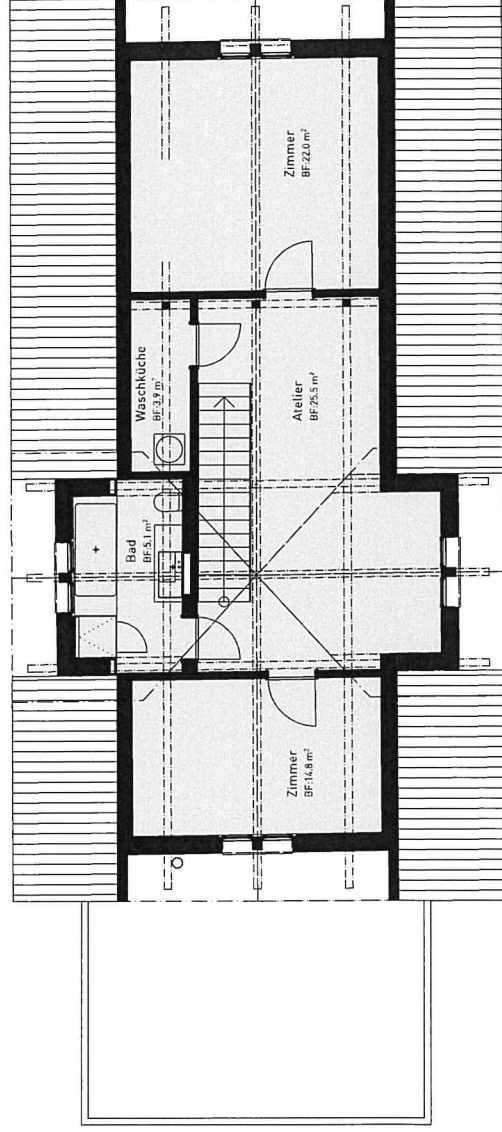 Zimmer
BF:22.0 m²
Waschküche
BF:3.9 m²
Atelier
BF:25.5 m²
Bad
BF:5.1 m²
Zimmer
BF:14.8 m²